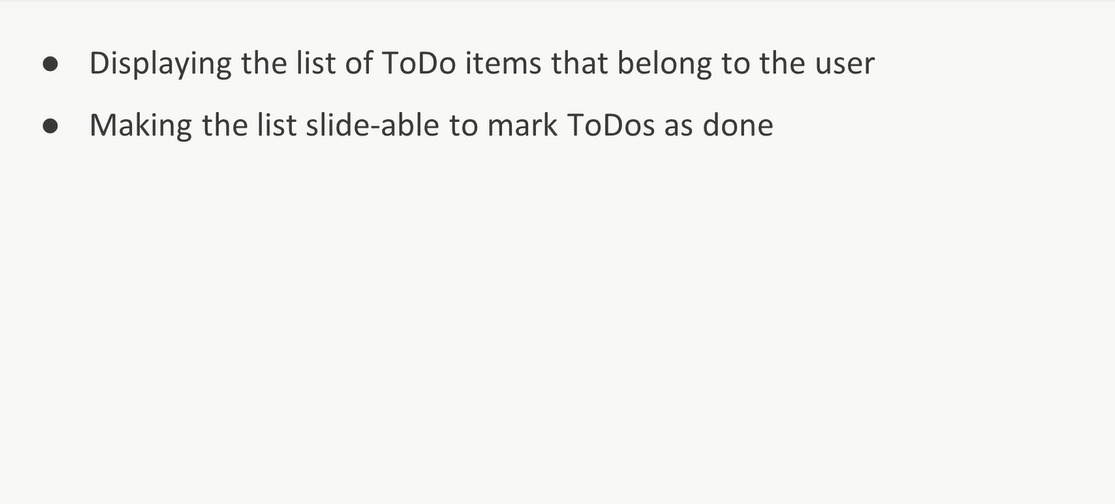 ● Displaying the list of ToDo items that belong to the user
● Making the list slide-able to mark ToDos as done